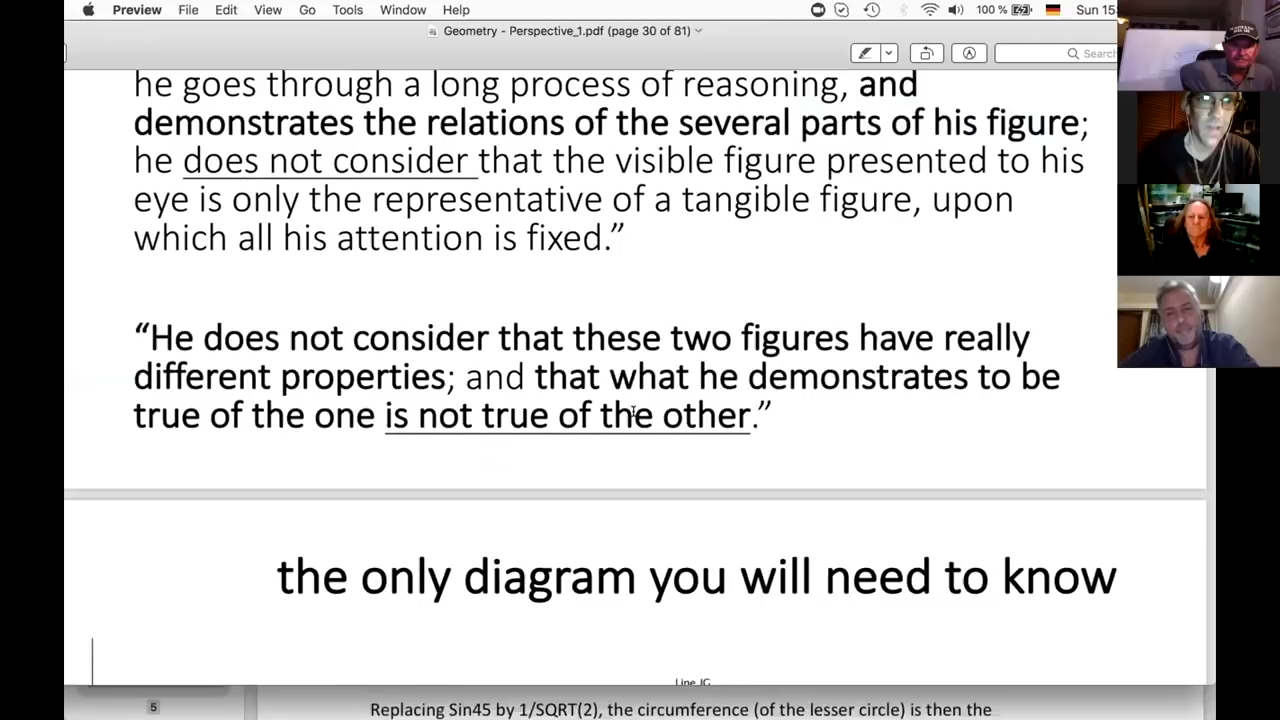 Preview File Edit View Go Tools Window Help 100 % Sun 15
Geometry - Perspective_1.pdf (page 30 of 81)
Search
he goes through a long process of reasoning, and
demonstrates the relations of the several parts of his figure;
he does not consider that the visible figure presented to his
eye is only the representative of a tangible figure, upon
which all his attention is fixed.”
“He does not consider that these two figures have really
different properties; and that what he demonstrates to be
true of the one is not true of the other.”
the only diagram you will need to know
Line_IG
5
Replacing Sin45 by 1/SQRT(2), the circumference (of the lesser circle) is then the